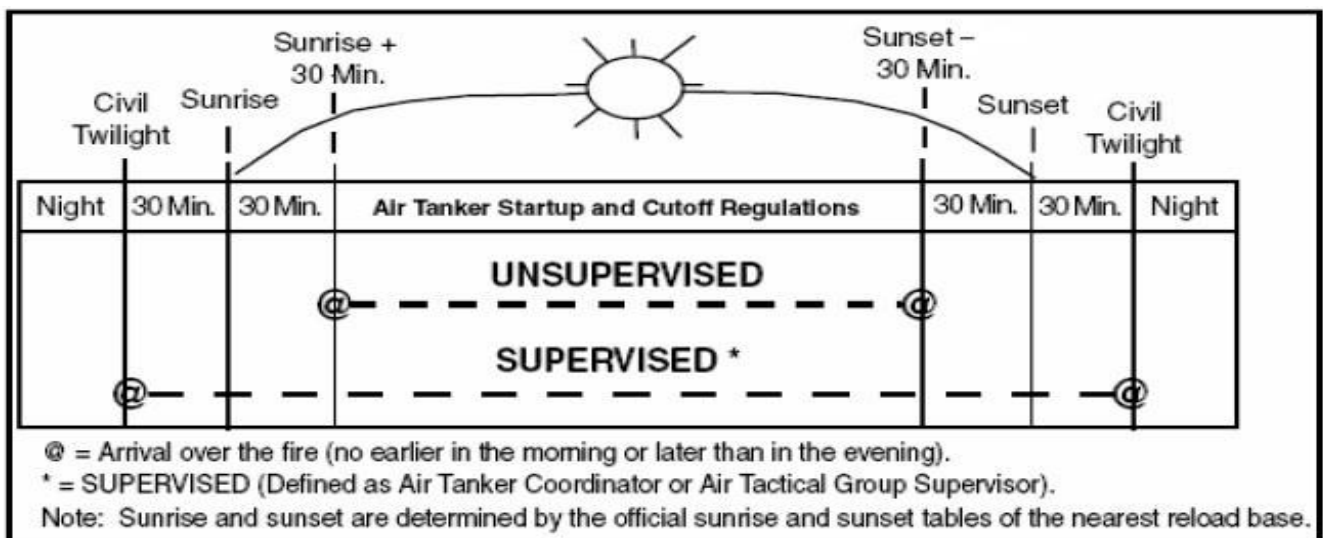 Sunrise +
30 Min.
Sunset –
30 Min.
Civil
Twilight
Sunrise
Sunset
Civil
Twilight
Night 30 Min. 30 Min. Air Tanker Startup and Cutoff Regulations 30 Min. 30 Min. Night
UNSUPERVISED
@ @
SUPERVISED *
@ @
@ = Arrival over the fire (no earlier in the morning or later than in the evening).
* = SUPERVISED (Defined as Air Tanker Coordinator or Air Tactical Group Supervisor).
Note: Sunrise and sunset are determined by the official sunrise and sunset tables of the nearest reload base.